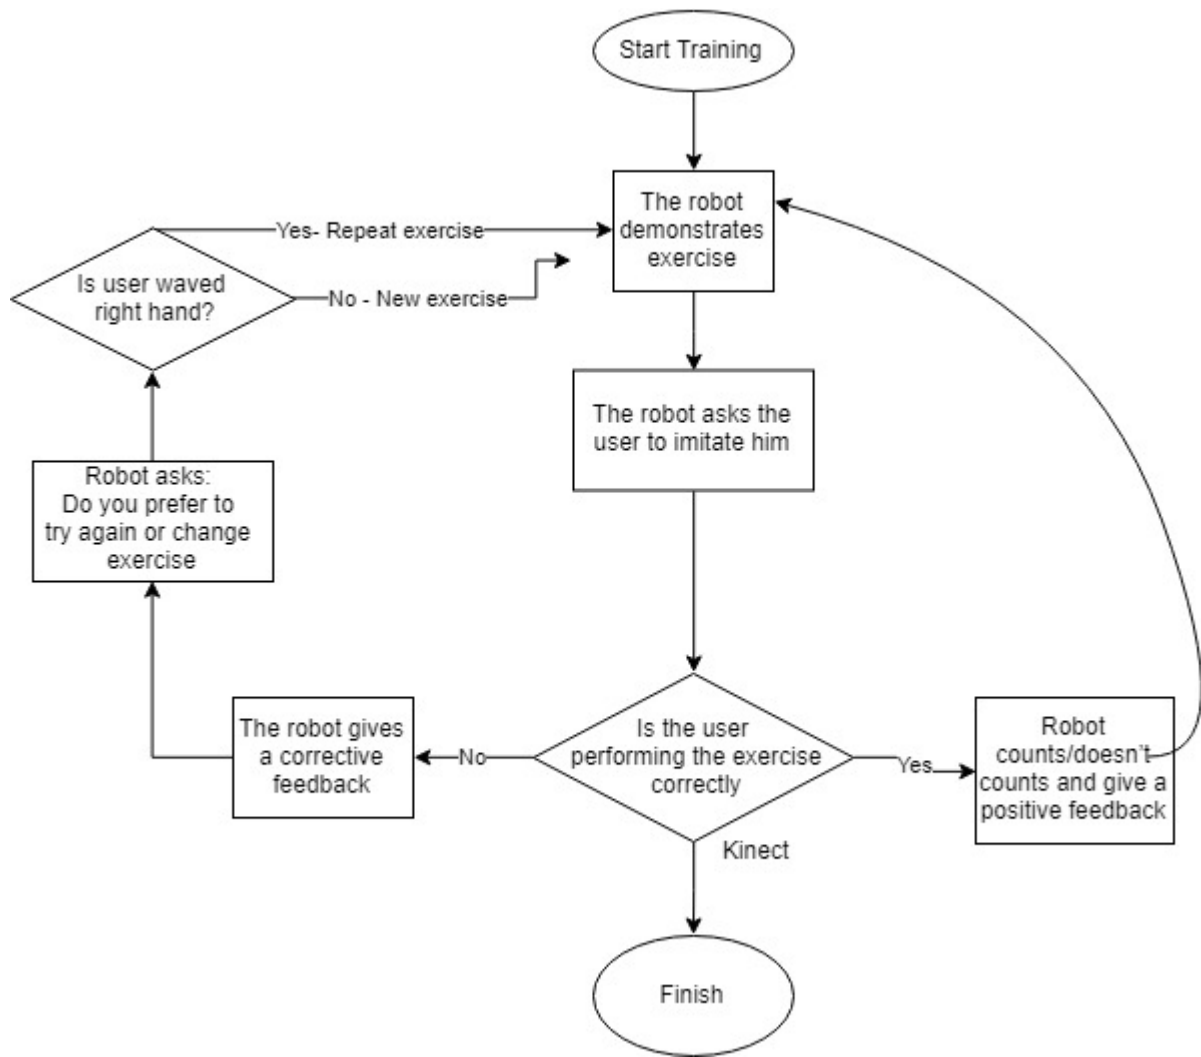 Start Training
The robot
demonstrates
exercise
Yes- Repeat exercise
Is user waved
right hand?
No - New exercise
The robot asks the
user to imitate him
Robot asks:
Do you prefer to
try again or change
exercise
The robot gives
a corrective
feedback
No
Is the user
performing the exercise
correctly
Yes
Robot
counts/doesn't
counts and give a
positive feedback
Kinect
Finish